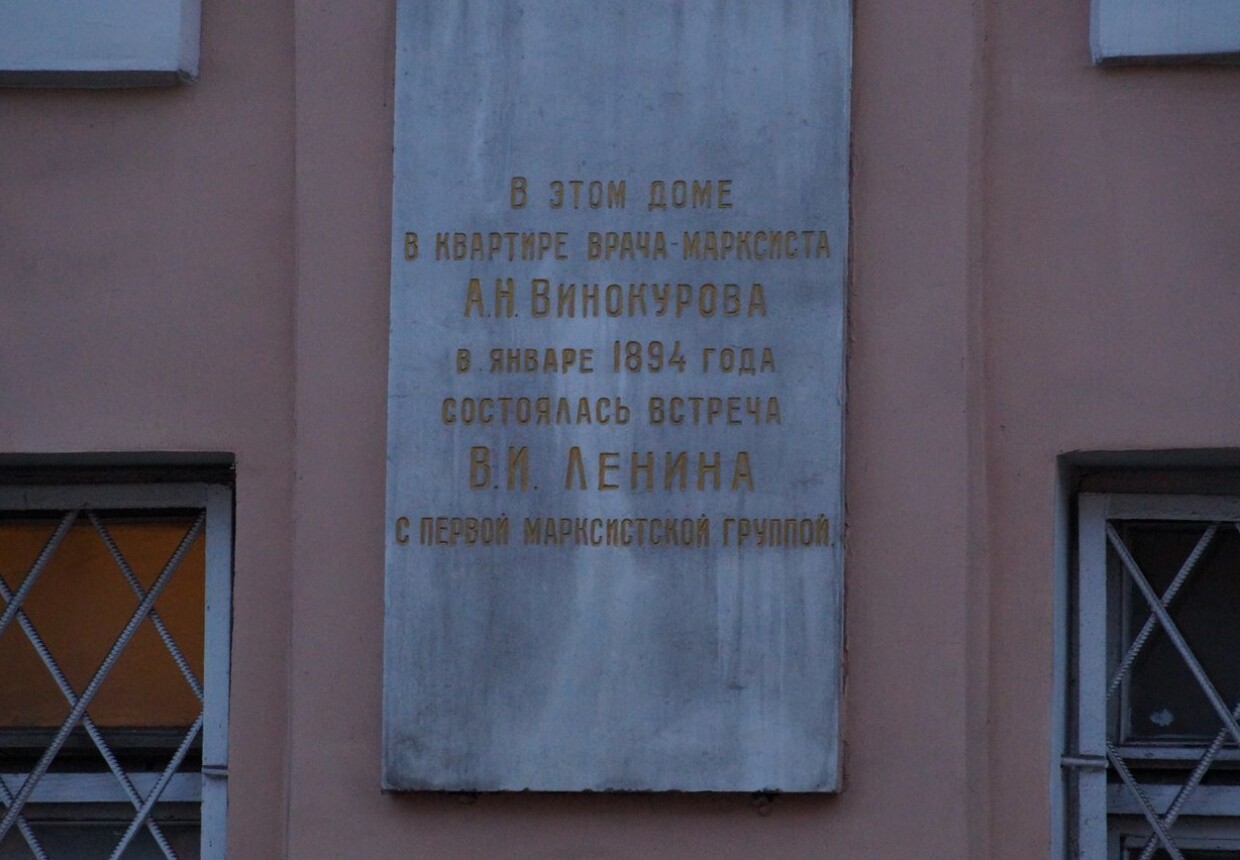 В ЭТОМ ДОМЕ
В КВАРТИРЕ ВРАЧА-МАРКСИСТА
А.Н. ВИНОКУРОВА
В ЯНВАРЕ 1894 ГОДА
СОСТОЯЛАСЬ ВСТРЕЧА
В.И. ЛЕНИНА
С ПЕРВОЙ МАРКСИСТСКОЙ ГРУППОЙ.